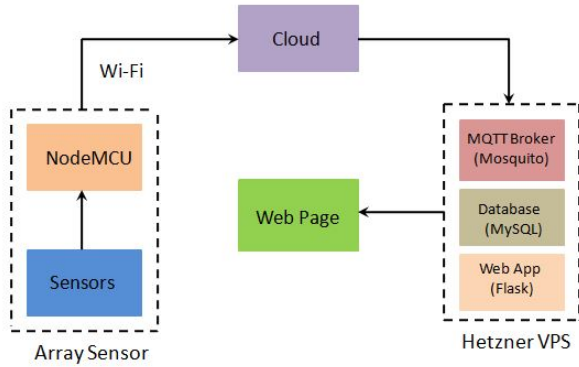 Cloud
Wi-Fi
NodeMCU
Sensors
Array Sensor
Web Page
MQTT Broker
(Mosquito)
Database
(MySQL)
Web App
(Flask)
Hetzner VPS